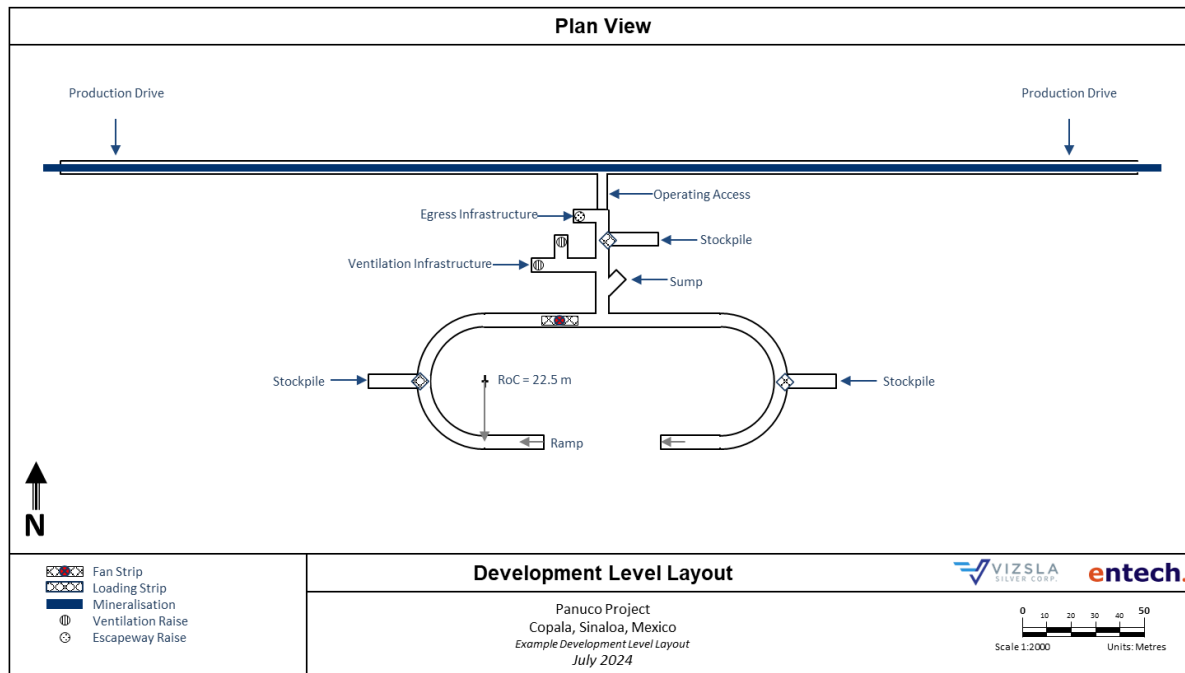 Plan View
Production Drive
Production Drive
Operating Access
Egress Infrastructure
Stockpile
Ventilation Infrastructure
Sump
Stockpile
RoC = 22.5 m
Stockpile
Ramp
N
Fan Strip
Loading Strip
Mineralisation
Ventilation Raise
Escapeway Raise
Development Level Layout
Panuco Project
Copala, Sinaloa, Mexico
Example Development Level Layout
July 2024
VIZSLA
SILVER CORP.
entech.
0 10 20 30 40 50
Scale 1:2000 Units: Metres